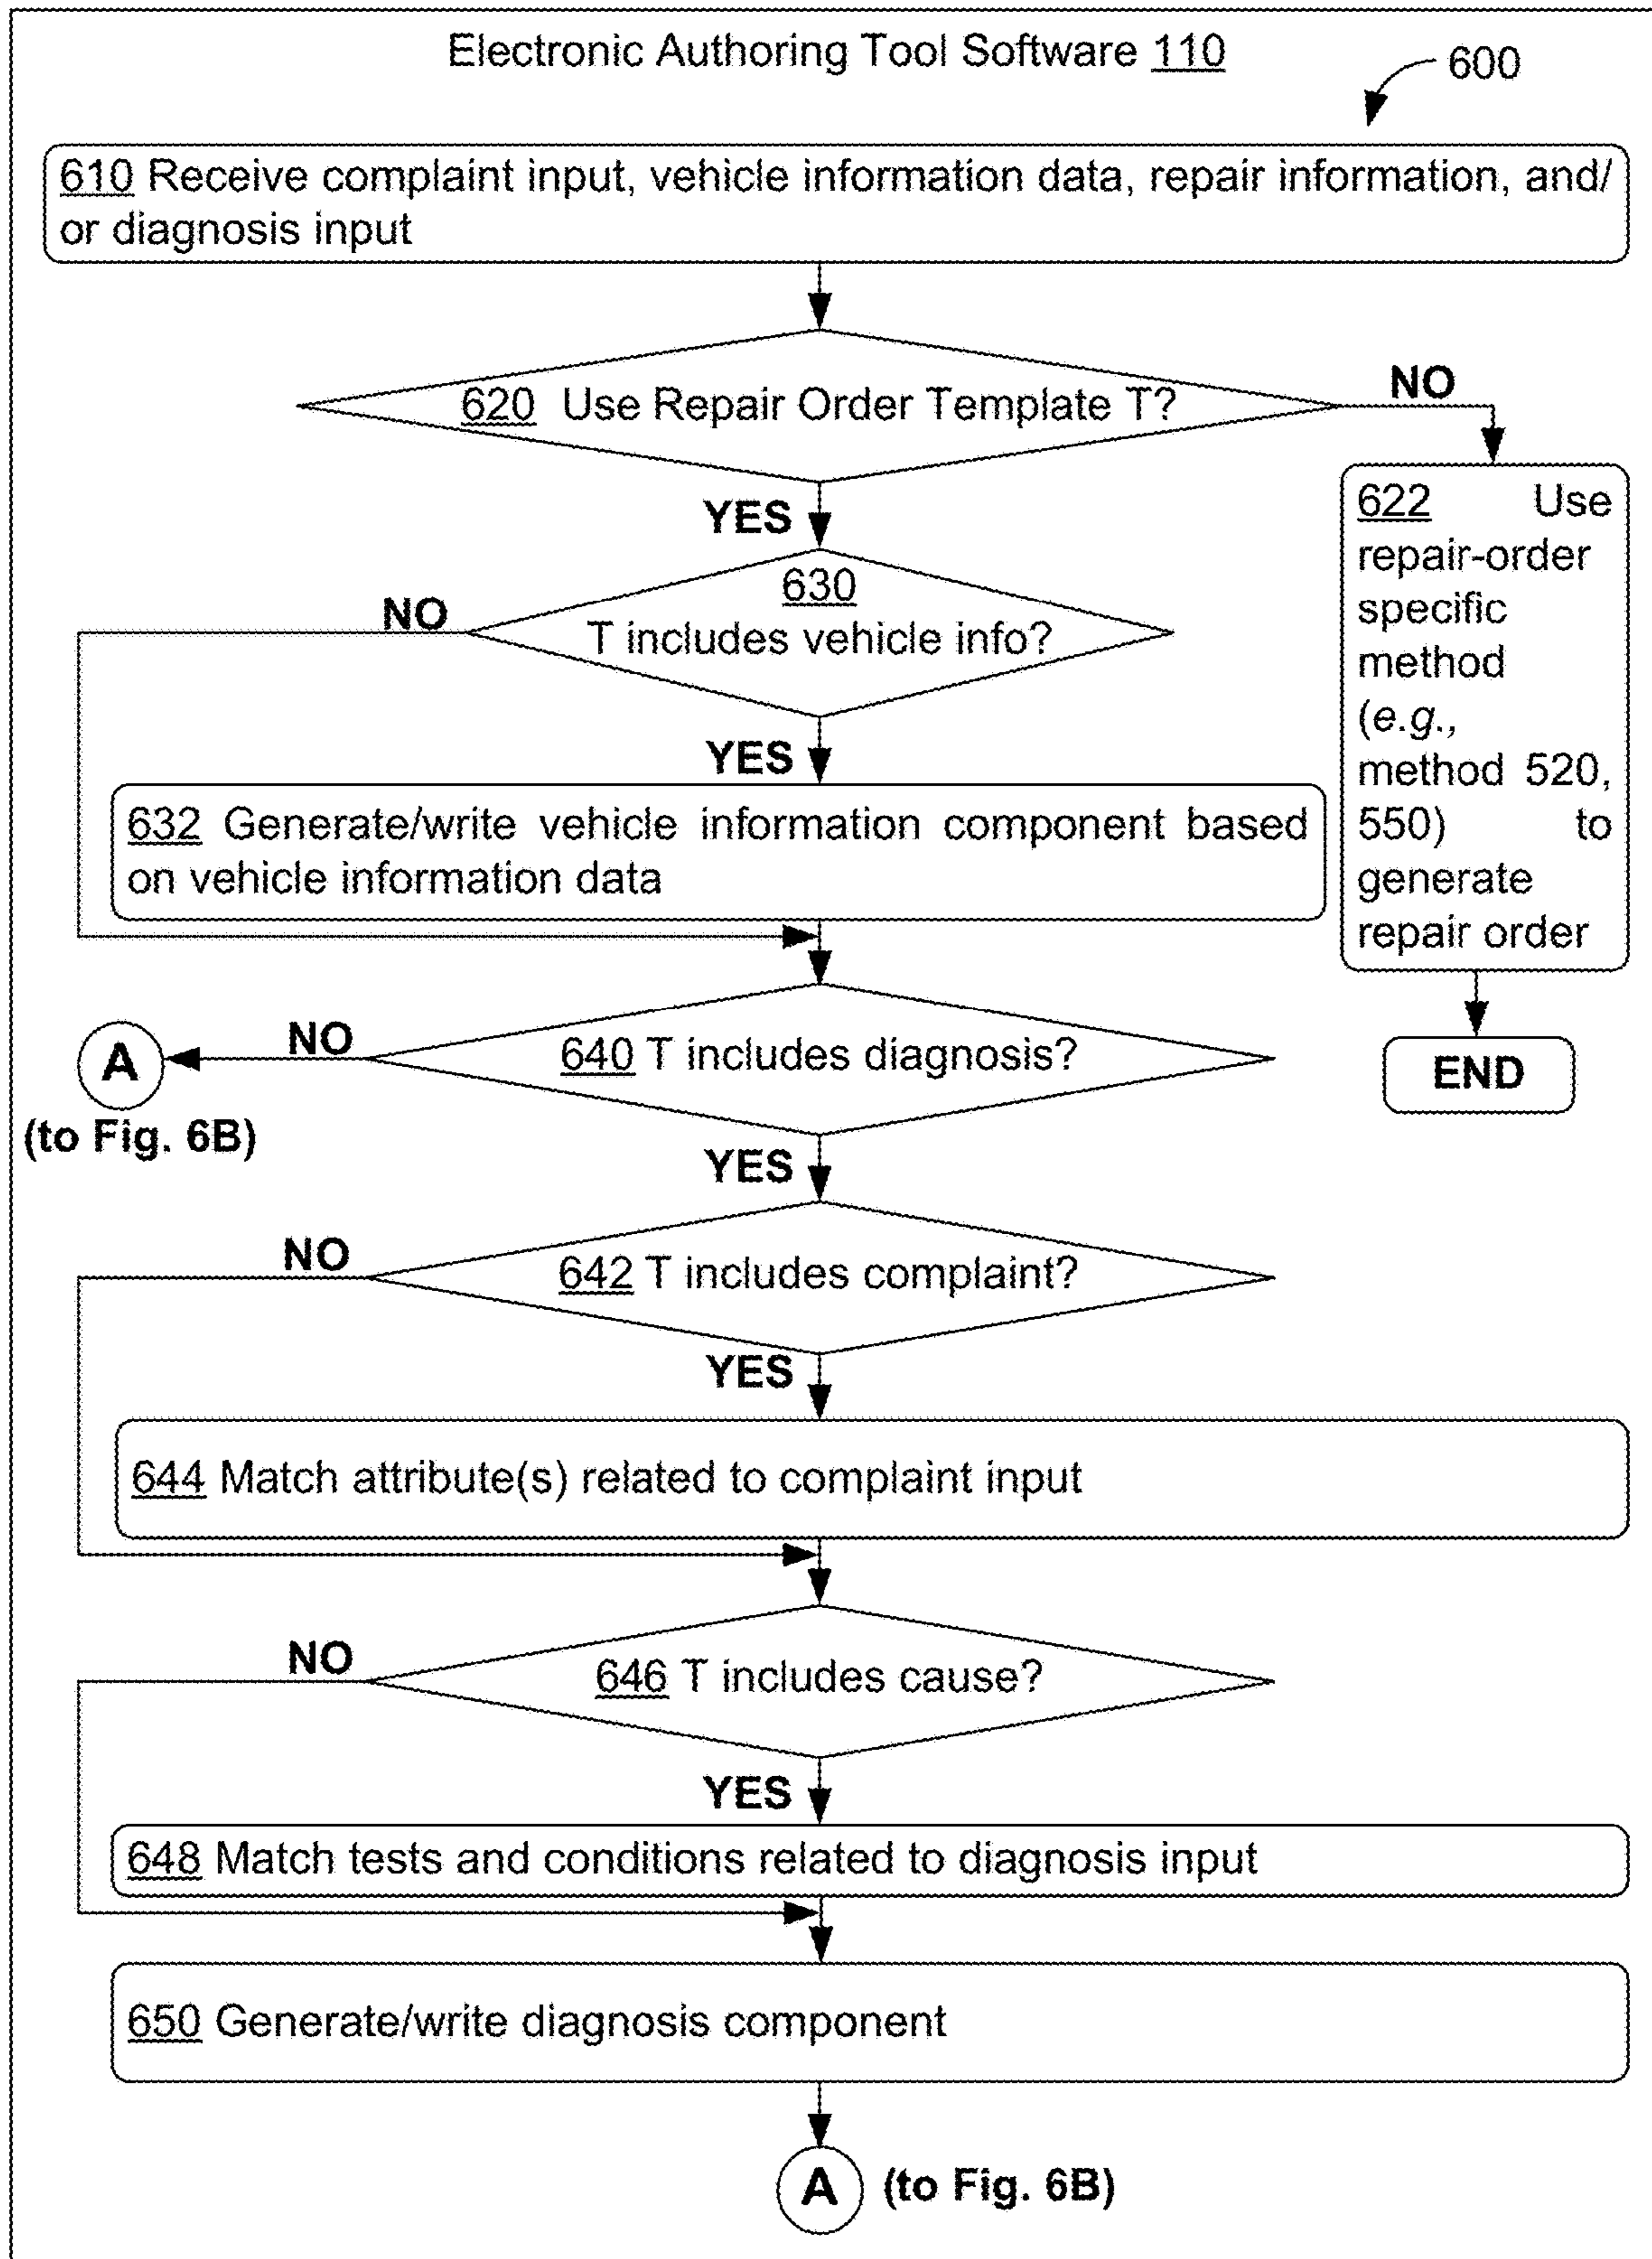 Electronic Authoring Tool Software 110
600
610 Receive complaint input, vehicle information data, repair information, and/
or diagnosis input
620 Use Repair Order Template T?
NO
YES
622 Use
repair-order
specific
method
(e.g.,
method 520,
550) to
generate
repair order
END
630
T includes vehicle info?
NO
YES
632 Generate/write vehicle information component based
on vehicle information data
640 T includes diagnosis?
NO
A
(to Fig. 6B)
YES
642 T includes complaint?
NO
YES
644 Match attribute(s) related to complaint input
646 T includes cause?
NO
YES
648 Match tests and conditions related to diagnosis input
650 Generate/write diagnosis component
A (to Fig. 6B)